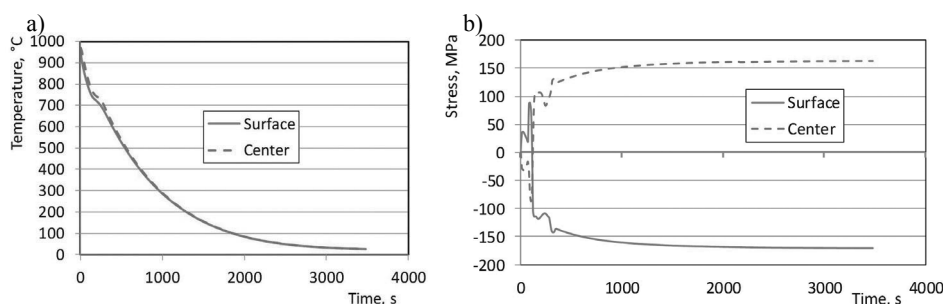 a)
Temperature, °C
1000
900
800
700
600
500
400
300
200
100
0
Surface
Center
0 1000 2000 3000 4000
Time, s
b)
Stress, MPa
200
150
100
50
0
-50
-100
-150
-200
Surface
Center
0 1000 2000 3000 4000
Time, s